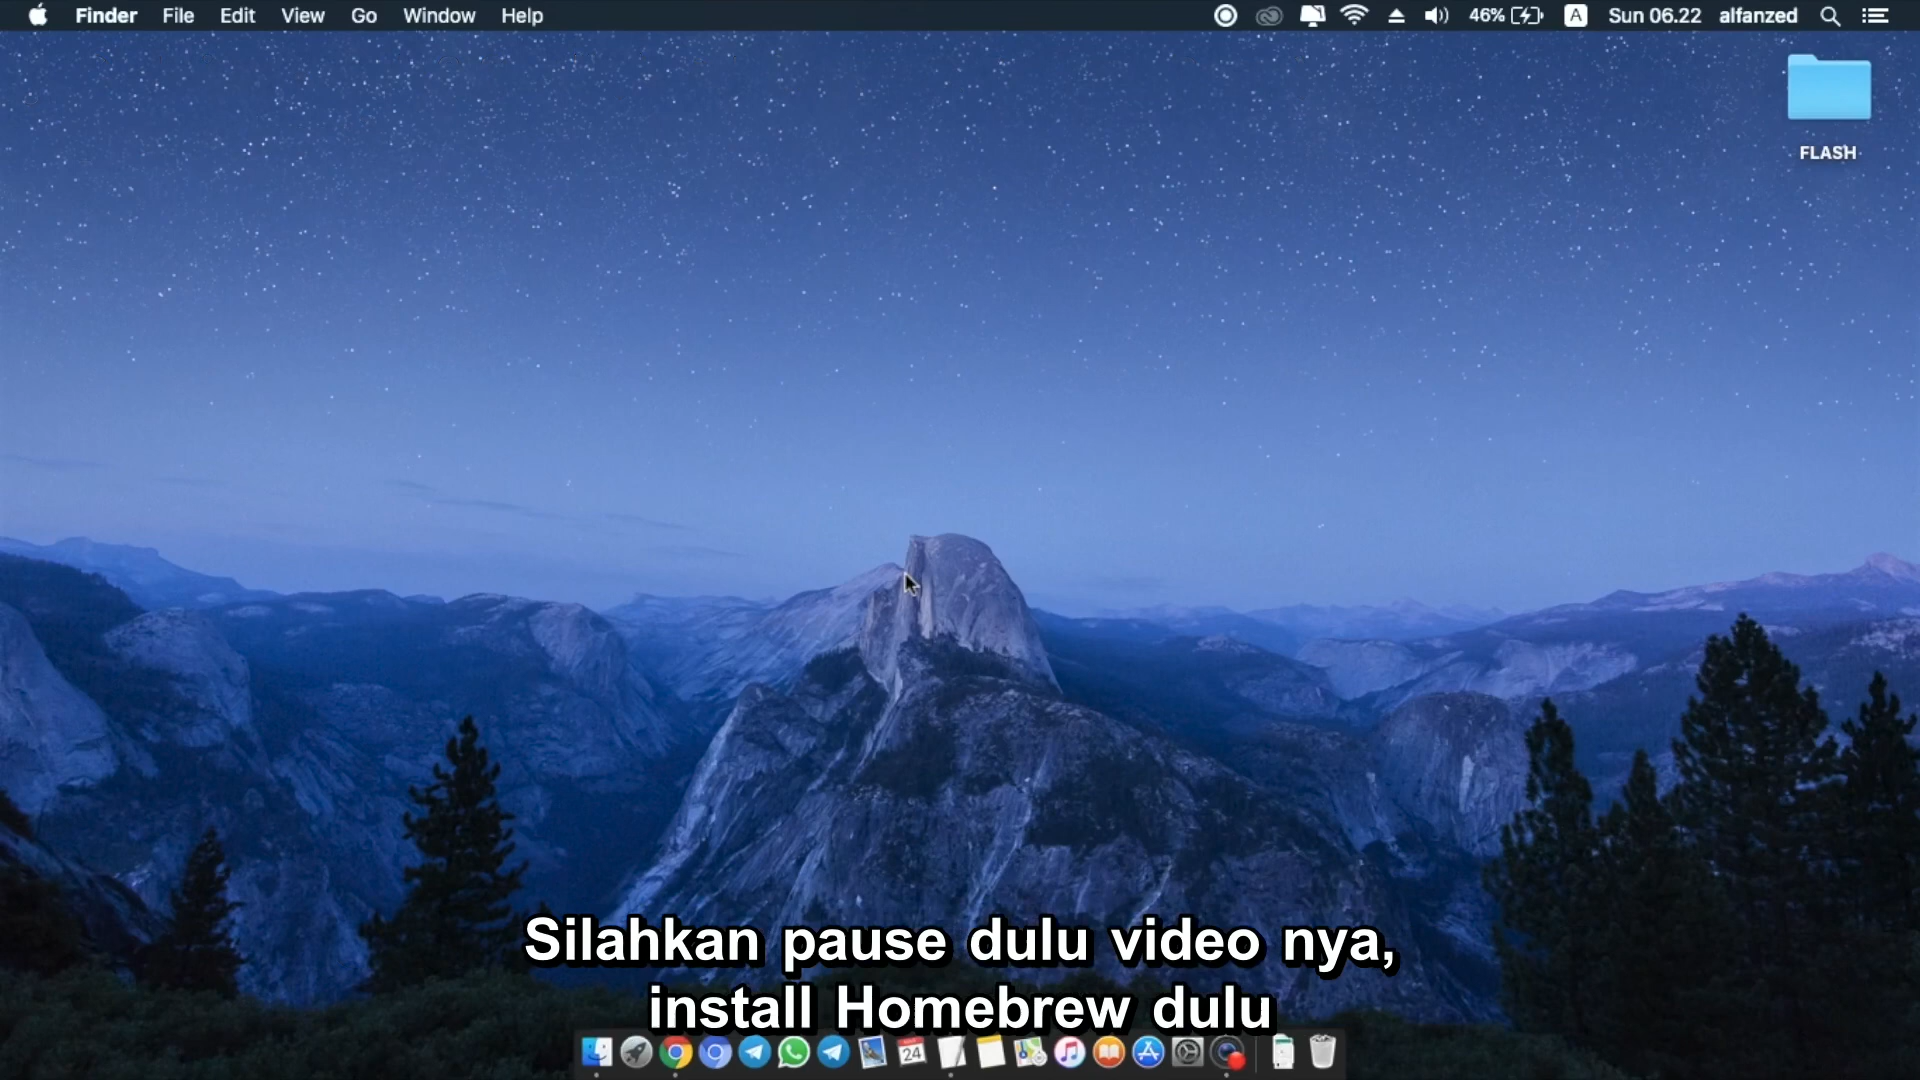 Finder File Edit View Go Window Help 46% A Sun 06.22 alfanzed
FLASH
Silahkan pause dulu video nya,
install Homebrew dulu
24